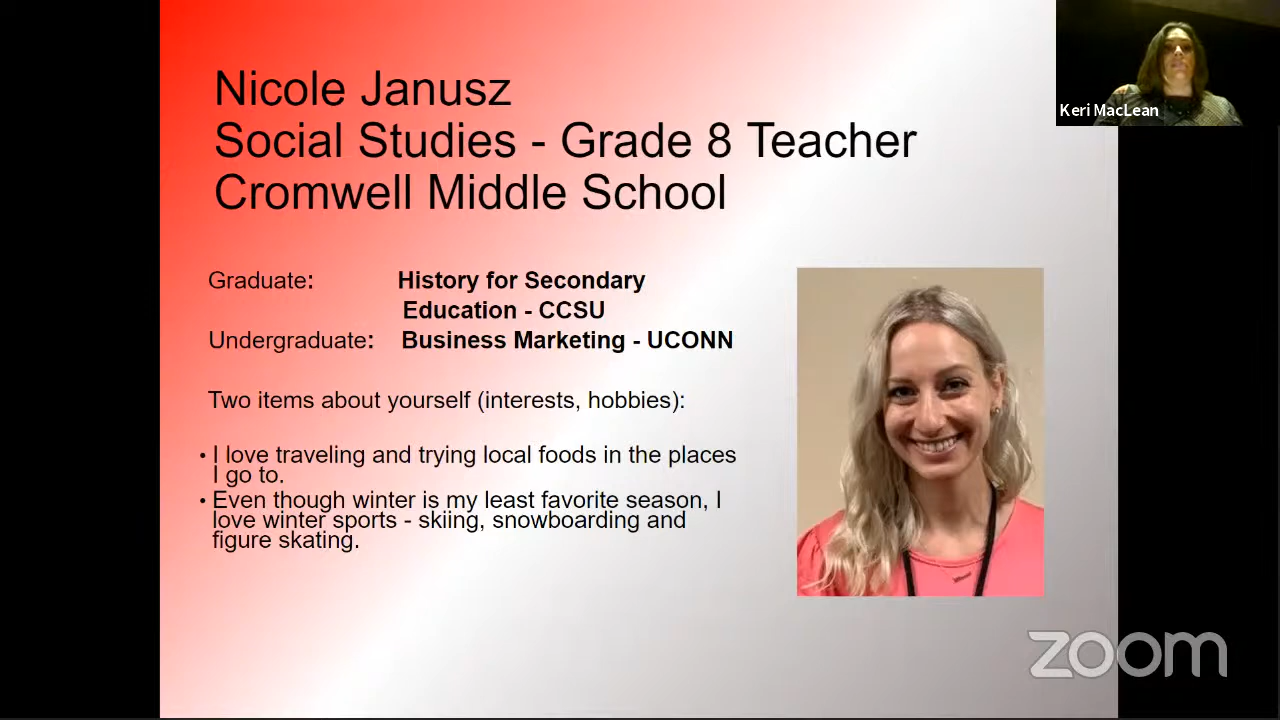 Nicole Janusz
Social Studies - Grade 8 Teacher
Cromwell Middle School
Keri MacLean
Graduate: History for Secondary
Education - CCSU
Undergraduate: Business Marketing - UCONN
Two items about yourself (interests, hobbies):
• I love traveling and trying local foods in the places
I go to.
• Even though winter is my least favorite season, I
love winter sports - skiing, snowboarding and
figure skating.
zoom